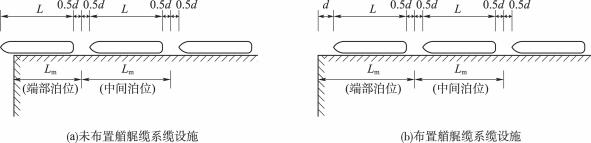 L 0.5d 0.5d L 0.5d 0.5d
Lm Lm
(端部泊位) (中间泊位)
(a)未布置艏艉缆系缆设施
d L 0.5d 0.5d L 0.5d 0.5d
Lm Lm
(端部泊位) (中间泊位)
(b)布置艏艉缆系缆设施